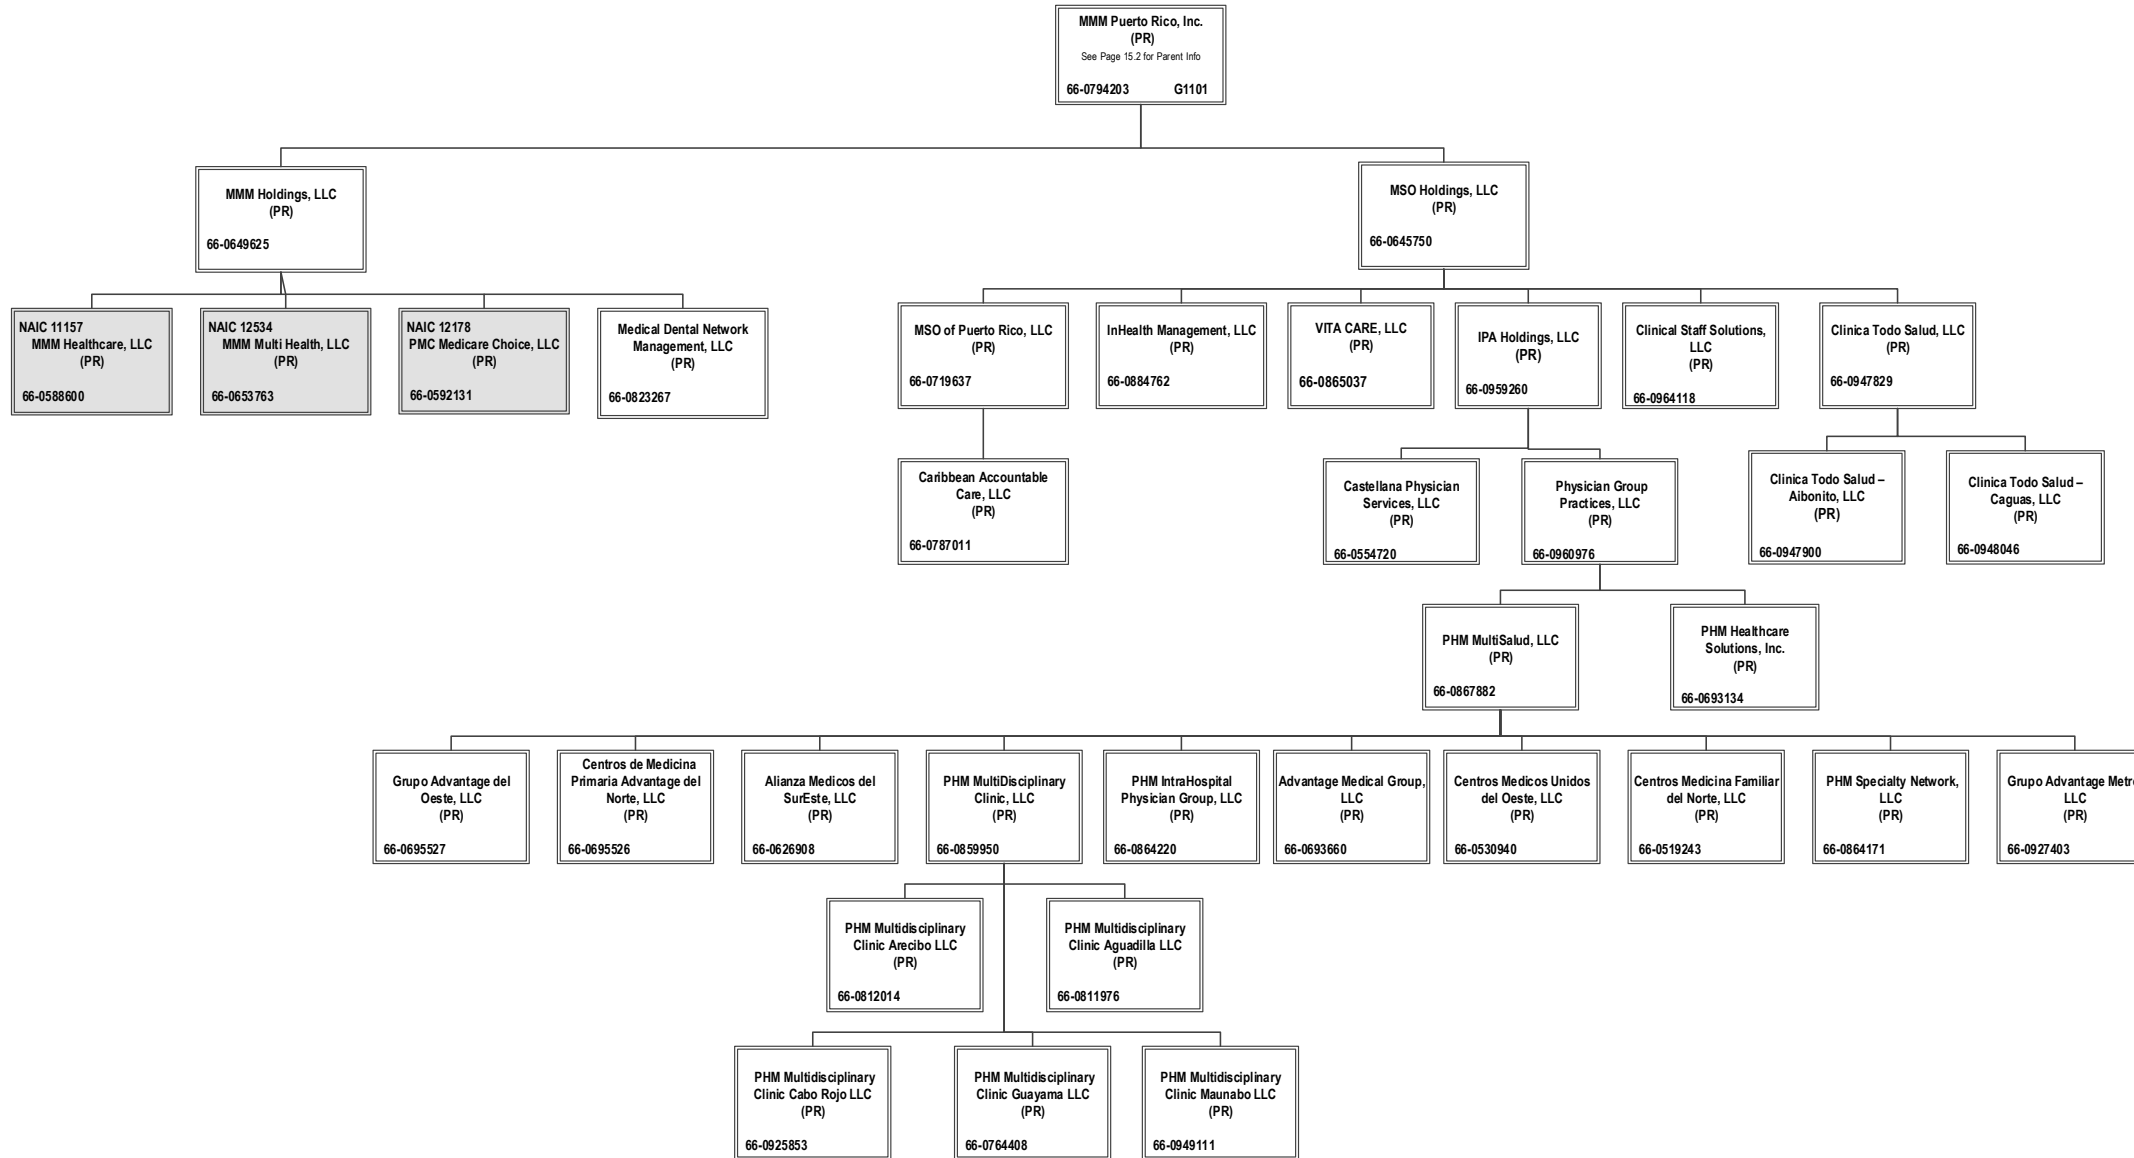 MMM Puerto Rico, Inc.
(PR)
See Page 15.2 for Parent Info
66-0794203 G1101
MMM Holdings, LLC
(PR)
66-0649625
MSO Holdings, LLC
(PR)
66-0645750
NAIC 11157
MMM Healthcare, LLC
(PR)
66-0588600
NAIC 12534
MMM Multi Health, LLC
(PR)
66-0653763
NAIC 12178
PMC Medicare Choice, LLC
(PR)
66-0592131
Medical Dental Network
Management, LLC
(PR)
66-0823267
MSO of Puerto Rico, LLC
(PR)
66-0719637
InHealth Management, LLC
(PR)
66-0884762
VITA CARE, LLC
(PR)
66-0865037
IPA Holdings, LLC
(PR)
66-0959260
Clinical Staff Solutions,
LLC
(PR)
66-0964118
Clinica Todo Salud, LLC
(PR)
66-0947829
Caribbean Accountable
Care, LLC
(PR)
66-0787011
Castellana Physician
Services, LLC
(PR)
66-0554720
Physician Group
Practices, LLC
(PR)
66-0960976
Clinica Todo Salud –
Aibonito, LLC
(PR)
66-0947900
Clinica Todo Salud –
Caguas, LLC
(PR)
66-0948046
PHM MultiSalud, LLC
(PR)
66-0867882
PHM Healthcare
Solutions, Inc.
(PR)
66-0693134
Grupo Advantage del
Oeste, LLC
(PR)
66-0695527
Centros de Medicina
Primaria Advantage del
Norte, LLC
(PR)
66-0695526
Alianza Medicos del
SurEste, LLC
(PR)
66-0626908
PHM MultiDisciplinary
Clinic, LLC
(PR)
66-0859950
PHM IntraHospital
Physician Group, LLC
(PR)
66-0864220
Advantage Medical Group,
LLC
(PR)
66-0693660
Centros Medicos Unidos
del Oeste, LLC
(PR)
66-0530940
Centros Medicina Familiar
del Norte, LLC
(PR)
66-0519243
PHM Specialty Network,
LLC
(PR)
66-0864171
Grupo Advantage
LLC
(PR)
66-0927403
PHM Multidisciplinary
Clinic Arecibo LLC
(PR)
66-0812014
PHM Multidisciplinary
Clinic Aguadilla LLC
(PR)
66-0811976
PHM Multidisciplinary
Clinic Cabo Rojo LLC
(PR)
66-0925853
PHM Multidisciplinary
Clinic Guayama LLC
(PR)
66-0764408
PHM Multidisciplinary
Clinic Maunabo LLC
(PR)
66-0949111